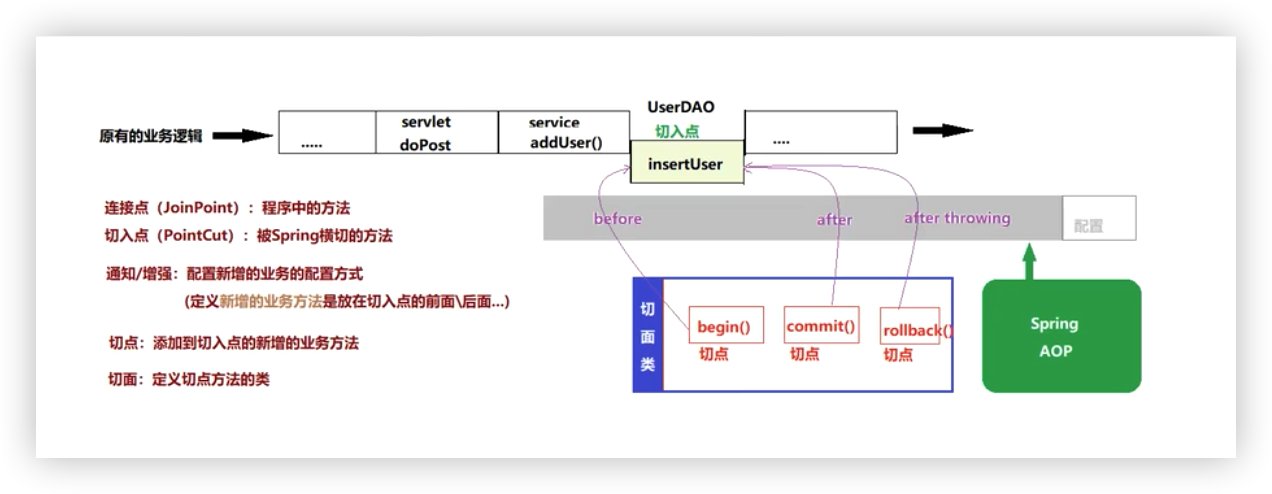 UserDAO
切入点
原有的业务逻辑
.....
servlet
doPost
service
addUser()
insertUser
....
连接点（JoinPoint）：程序中的方法
切入点（PointCut）：被Spring横切的方法
通知/增强：配置新增的业务的配置方式
(定义新增的业务方法是放在切入点的前面\后面...)
切点：添加到切入点的新增的业务方法
切面：定义切点方法的类
before
after
after throwing
配置
切面类
begin()
切点
commit()
切点
rollback()
切点
Spring
AOP